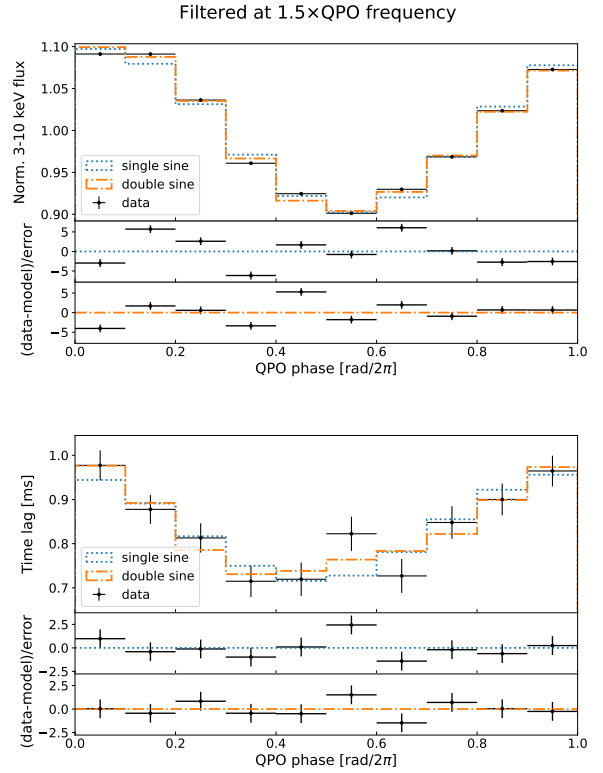 Filtered at 1.5×QPO frequency
Norm. 3-10 keV flux
1.10
1.05
1.00
0.95
0.90
single sine
double sine
data
(data-model)/error
5
0
−5
5
0
−5
0.0 0.2 0.4 0.6 0.8 1.0
QPO phase [rad/2π]
Time lag [ms]
1.0
0.9
0.8
0.7
single sine
double sine
data
(data-model)/error
2.5
0.0
−2.5
2.5
0.0
−2.5
0.0 0.2 0.4 0.6 0.8 1.0
QPO phase [rad/2π]